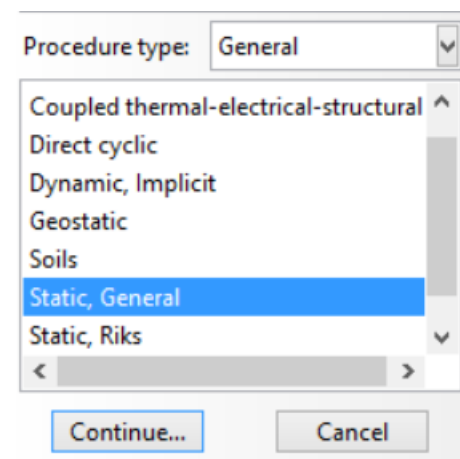 Procedure type: General
Coupled thermal-electrical-structural
Direct cyclic
Dynamic, Implicit
Geostatic
Soils
Static, General
Static, Riks
Continue... Cancel